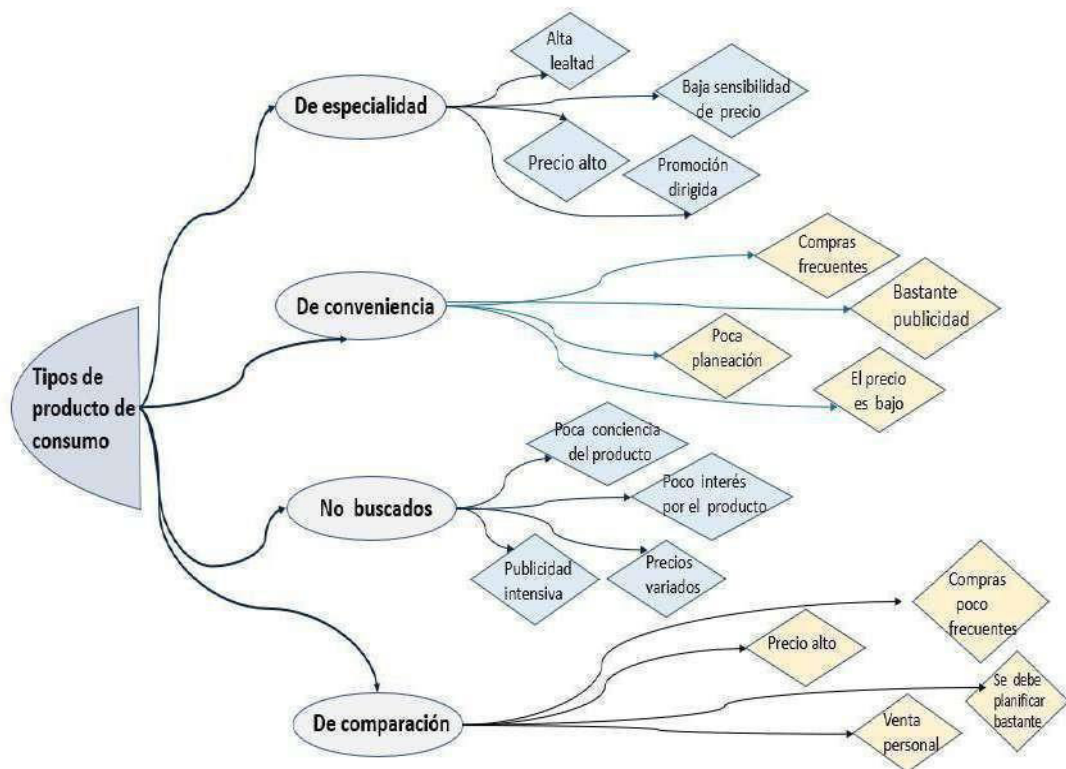 Tipos de
producto de
consumo
De especialidad
Alta
lealtad
Baja sensibilidad
de precio
Precio alto
Promoción
dirigida
De conveniencia
Compras
frecuentes
Bastante
publicidad
Poca
planeación
El precio
es bajo
No buscados
Poca conciencia
del producto
Poco interés
por el producto
Publicidad
intensiva
Precios
variados
De comparación
Compras
poco
frecuentes
Precio alto
Se debe
planificar
bastante
Venta
personal